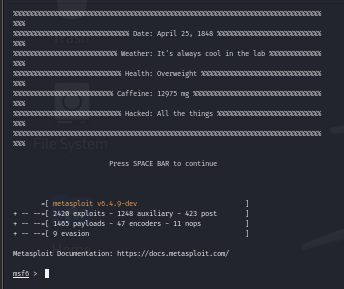 %%%%%%%%%%%%%%%%%%%%%%%%%%%%%%%%%%%%%%%%%%%%%%%%%%%%%%%%%%%%%%%%%%%%%%%%%%%%%
%%%
%%%%%%%%%%%%%%%%%%%%%%%%%%%% Date: April 25, 1848 %%%%%%%%%%%%%%%%%%%%%%%%%
%%%
%%%%%%%%%%%%%%%%%%%%%%%%%% Weather: It's always cool in the lab %%%%%%%%%%%%%
%%%
%%%%%%%%%%%%%%%%%%%%%%%%%%% Health: Overweight %%%%%%%%%%%%%%%%%%%%%%%%%%%%%
%%%
%%%%%%%%%%%%%%%%%%%%%%%%% Caffeine: 12975 mg %%%%%%%%%%%%%%%%%%%%%%%%%%%%%%%%
%%%
%%%%%%%%%%%%%%%%%%%%%%%%%%% Hacked: All the things %%%%%%%%%%%%%%%%%%%%%%%%%%
%%%
%%%%%%%%%%%%%%%%%%%%%%%%%%%%%%%%%%%%%%%%%%%%%%%%%%%%%%%%%%%%%%%%%%%%%%%%%%%%%
%%%
File System
Press SPACE BAR to continue
=[ metasploit v6.4.9-dev ]
+ -- --=[ 2420 exploits - 1248 auxiliary - 423 post ]
+ -- --=[ 1465 payloads - 47 encoders - 11 nops ]
+ -- --=[ 9 evasion ]
Metasploit Documentation: https://docs.metasploit.com/
msf6 >